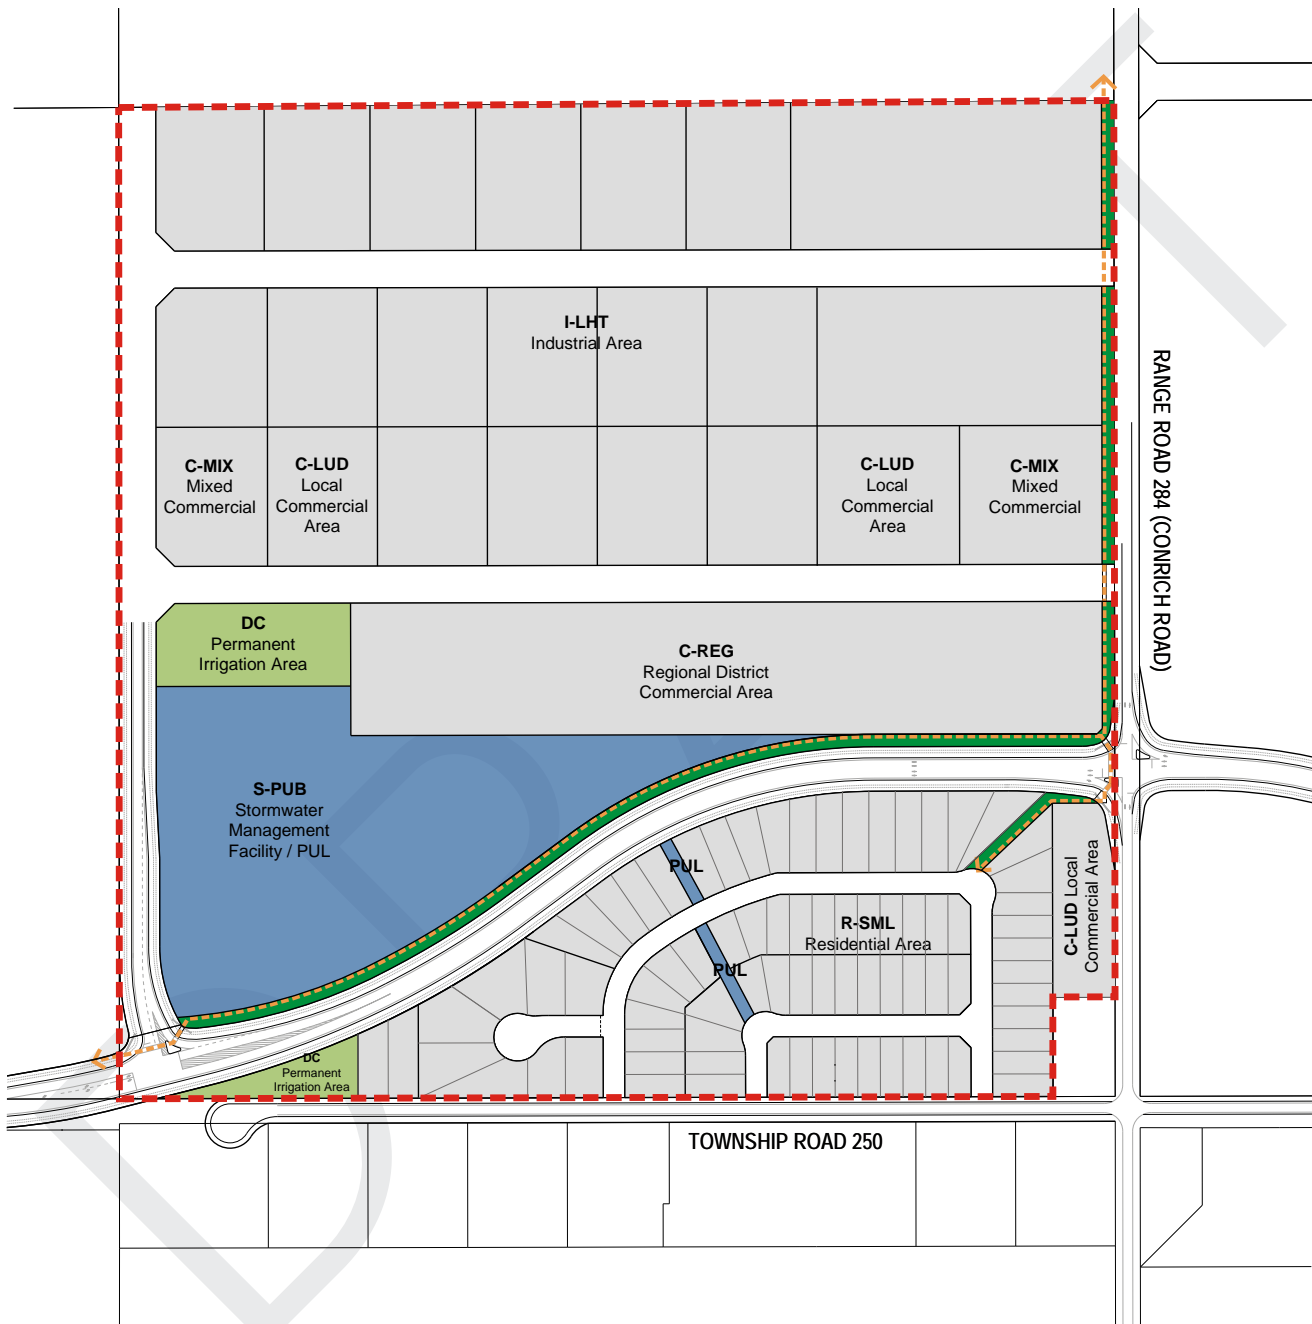 I-LHT
Industrial Area
RANGE ROAD 284 (CONRICH ROAD)
C-MIX
Mixed
Commercial
C-LUD
Local
Commercial
Area
C-LUD
Local
Commercial
Area
C-MIX
Mixed
Commercial
DC
Permanent
Irrigation Area
C-REG
Regional District
Commercial Area
S-PUB
Stormwater
Management
Facility / PUL
PUL
R-SML
Residential Area
PUL
C-LUD Local
Commercial Area
DC
Permanent
Irrigation Area
TOWNSHIP ROAD 250